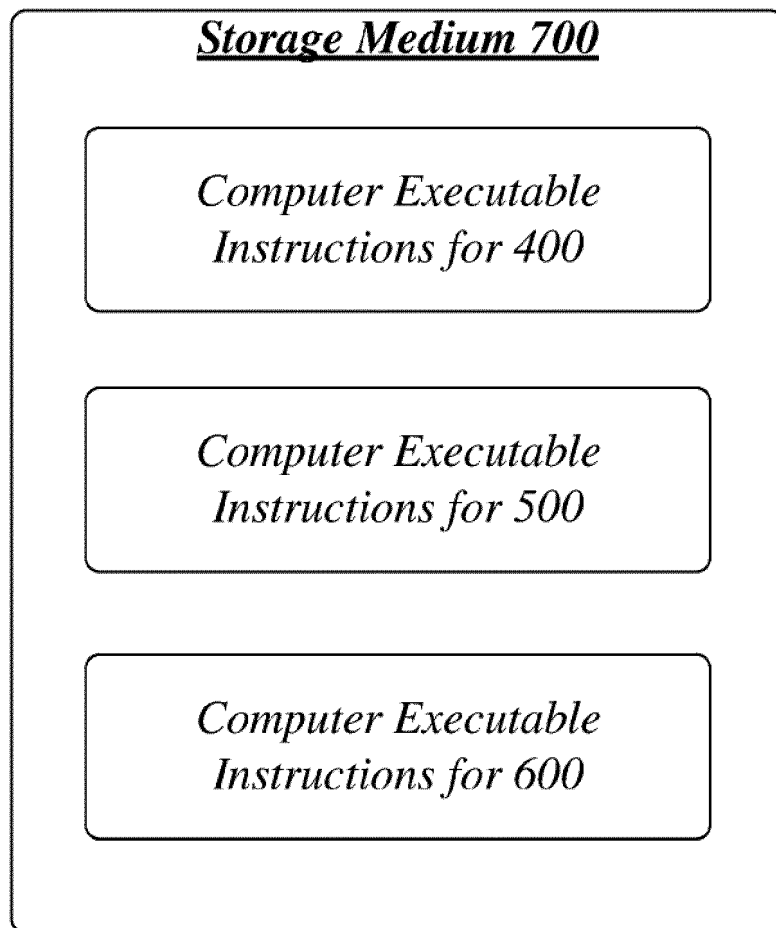 Storage Medium 700
Computer Executable
Instructions for 400
Computer Executable
Instructions for 500
Computer Executable
Instructions for 600